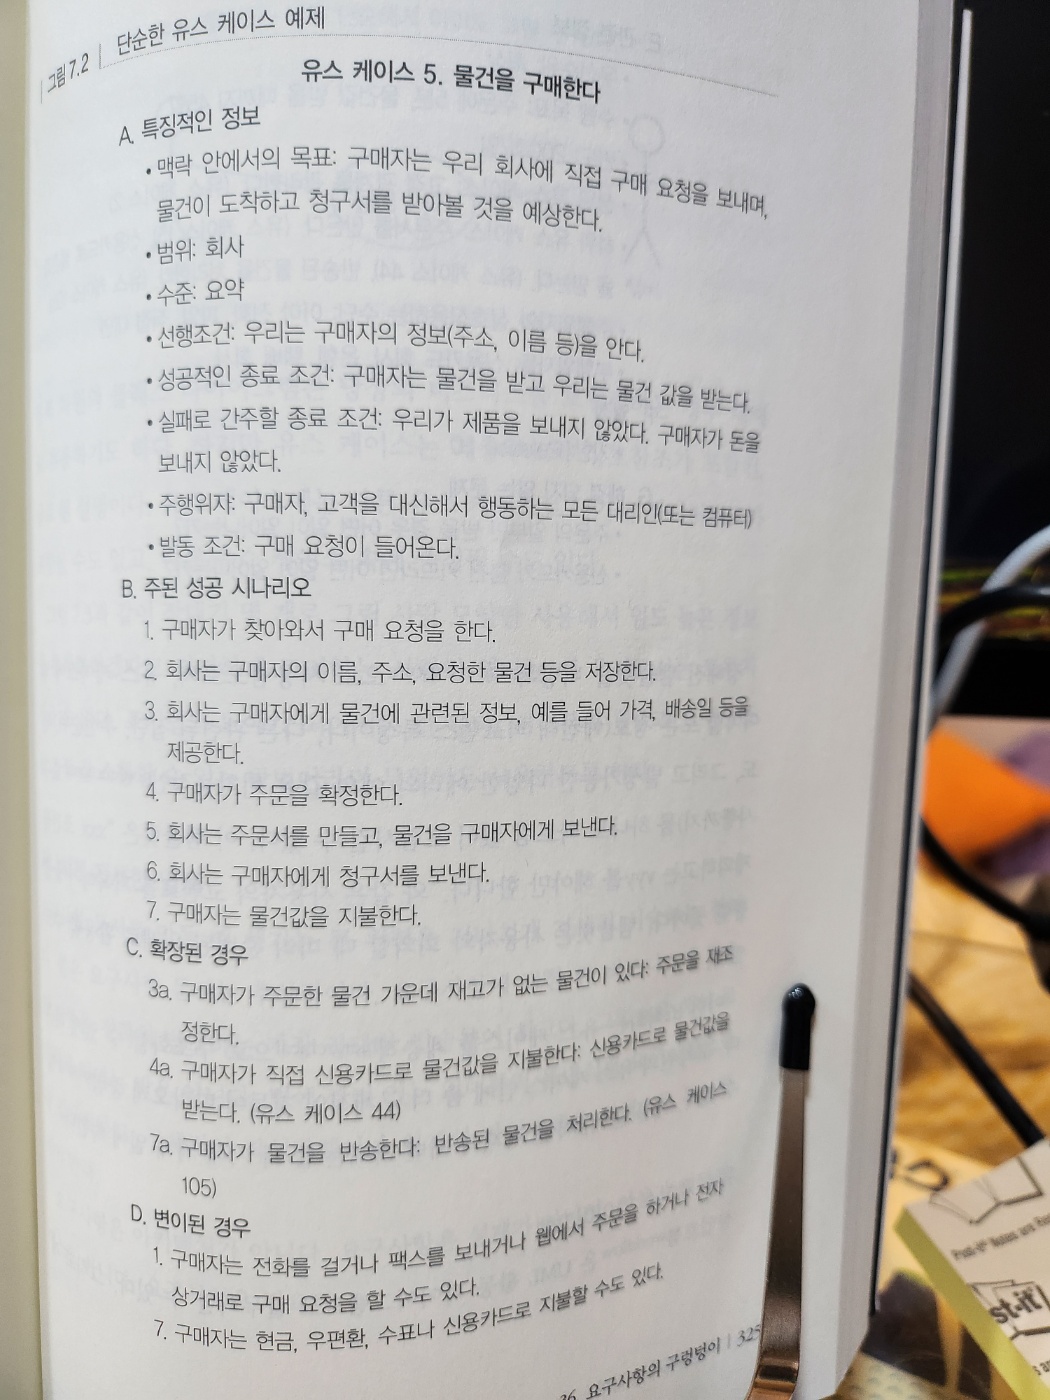 그림 7.2 단순한 유스 케이스 예제
유스 케이스 5. 물건을 구매한다
A. 특징적인 정보
• 맥락 안에서의 목표: 구매자는 우리 회사에 직접 구매 요청을 보내며,
물건이 도착하고 청구서를 받아볼 것을 예상한다.
• 범위: 회사
• 수준: 요약
• 선행조건: 우리는 구매자의 정보(주소, 이름 등)을 안다.
• 성공적인 종료 조건: 구매자는 물건을 받고 우리는 물건 값을 받는다.
• 실패로 간주할 종료 조건: 우리가 제품을 보내지 않았다. 구매자가 돈을
보내지 않았다.
• 주행위자: 구매자, 고객을 대신해서 행동하는 모든 대리인(또는 컴퓨터)
• 발동 조건: 구매 요청이 들어온다.
B. 주된 성공 시나리오
1. 구매자가 찾아와서 구매 요청을 한다.
2. 회사는 구매자의 이름, 주소, 요청한 물건 등을 저장한다.
3. 회사는 구매자에게 물건에 관련된 정보, 예를 들어 가격, 배송일 등을
제공한다.
4. 구매자가 주문을 확정한다.
5. 회사는 주문서를 만들고, 물건을 구매자에게 보낸다.
6. 회사는 구매자에게 청구서를 보낸다.
7. 구매자는 물건값을 지불한다.
C. 확장된 경우
3a. 구매자가 주문한 물건 가운데 재고가 없는 물건이 있다: 주문을 재조
정한다.
4a. 구매자가 직접 신용카드로 물건값을 지불한다: 신용카드로 물건값을
받는다. (유스 케이스 44)
7a. 구매자가 물건을 반송한다: 반송된 물건을 처리한다. (유스 케이스
105)
D. 변이된 경우
1. 구매자는 전화를 걸거나 팩스를 보내거나 웹에서 주문을 하거나 전자
상거래로 구매 요청을 할 수도 있다.
7. 구매자는 현금, 우편환, 수표나 신용카드로 지불할 수도 있다.
36 요구사항의 구렁텅이 | 325
Post-it® Notes are
st-it®